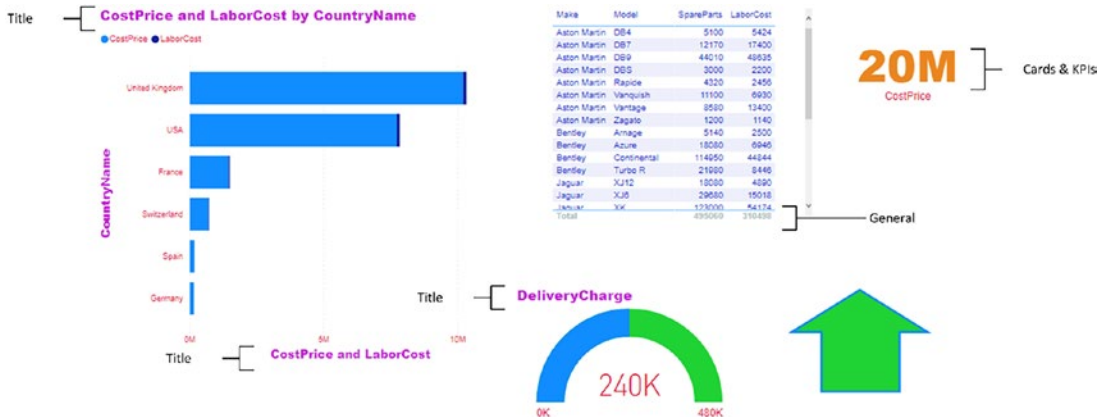 Title
CostPrice and LaborCost by CountryName
CostPrice LaborCost
CountryName
United Kingdom
USA
France
Switzerland
Spain
Germany
0M 5M 10M
Title
CostPrice and LaborCost
Make Model SpareParts LaborCost
Aston Martin DB4 5100 5424
Aston Martin DB7 12170 17400
Aston Martin DB9 44010 48635
Aston Martin DBS 3000 2200
Aston Martin Rapide 4320 2456
Aston Martin Vanquish 11100 6930
Aston Martin Vantage 8580 13400
Aston Martin Zagato 1200 1140
Bentley Arnage 5140 2500
Bentley Azure 18080 6946
Bentley Continental 114950 44844
Bentley Turbo R 21980 8446
Jaguar XJ12 18080 4890
Jaguar XJ6 29680 15018
Jaguar XK 123000 54174
Total 495060 310498
General
20M
CostPrice
Cards & KPIs
Title
DeliveryCharge
240K
0K 480K